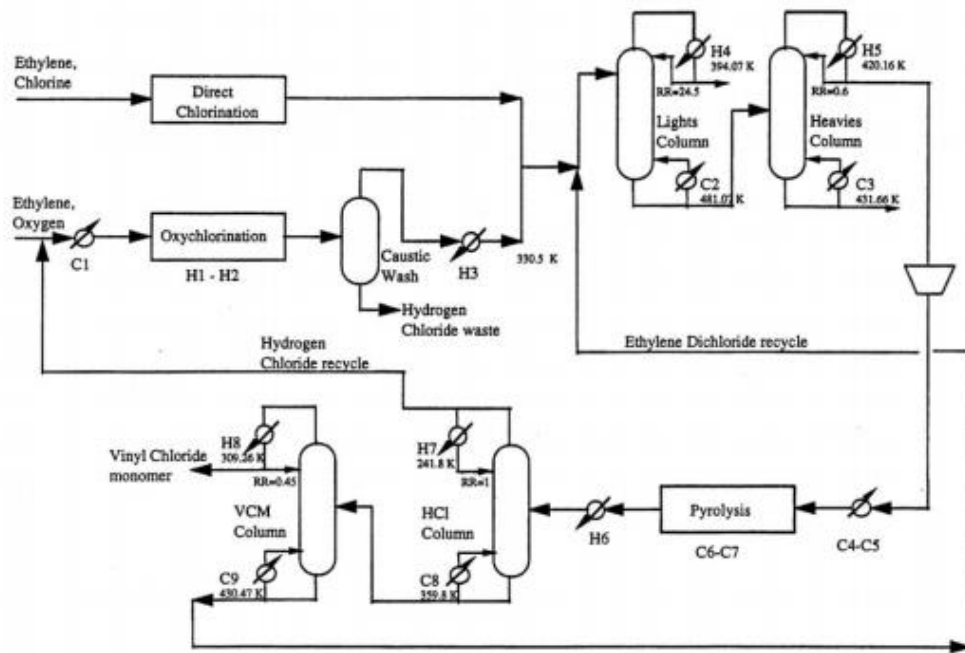 Ethylene,
Chlorine
Direct
Chlorination
H4
394.07 K
RR=24.5
Lights
Column
C2
481.07 K
H5
420.16 K
RR=0.6
Heavies
Column
C3
431.66 K
Ethylene,
Oxygen
C1
Oxychlorination
H1 - H2
Caustic
Wash
H3
330.5 K
Hydrogen
Chloride waste
Hydrogen
Chloride recycle
Ethylene Dichloride recycle
H8
309.26 K
Vinyl Chloride
monomer
RR=0.45
VCM
Column
C9
430.47 K
H7
241.8 K
RR=1
HCl
Column
C8
359.8 K
H6
Pyrolysis
C6-C7
C4-C5